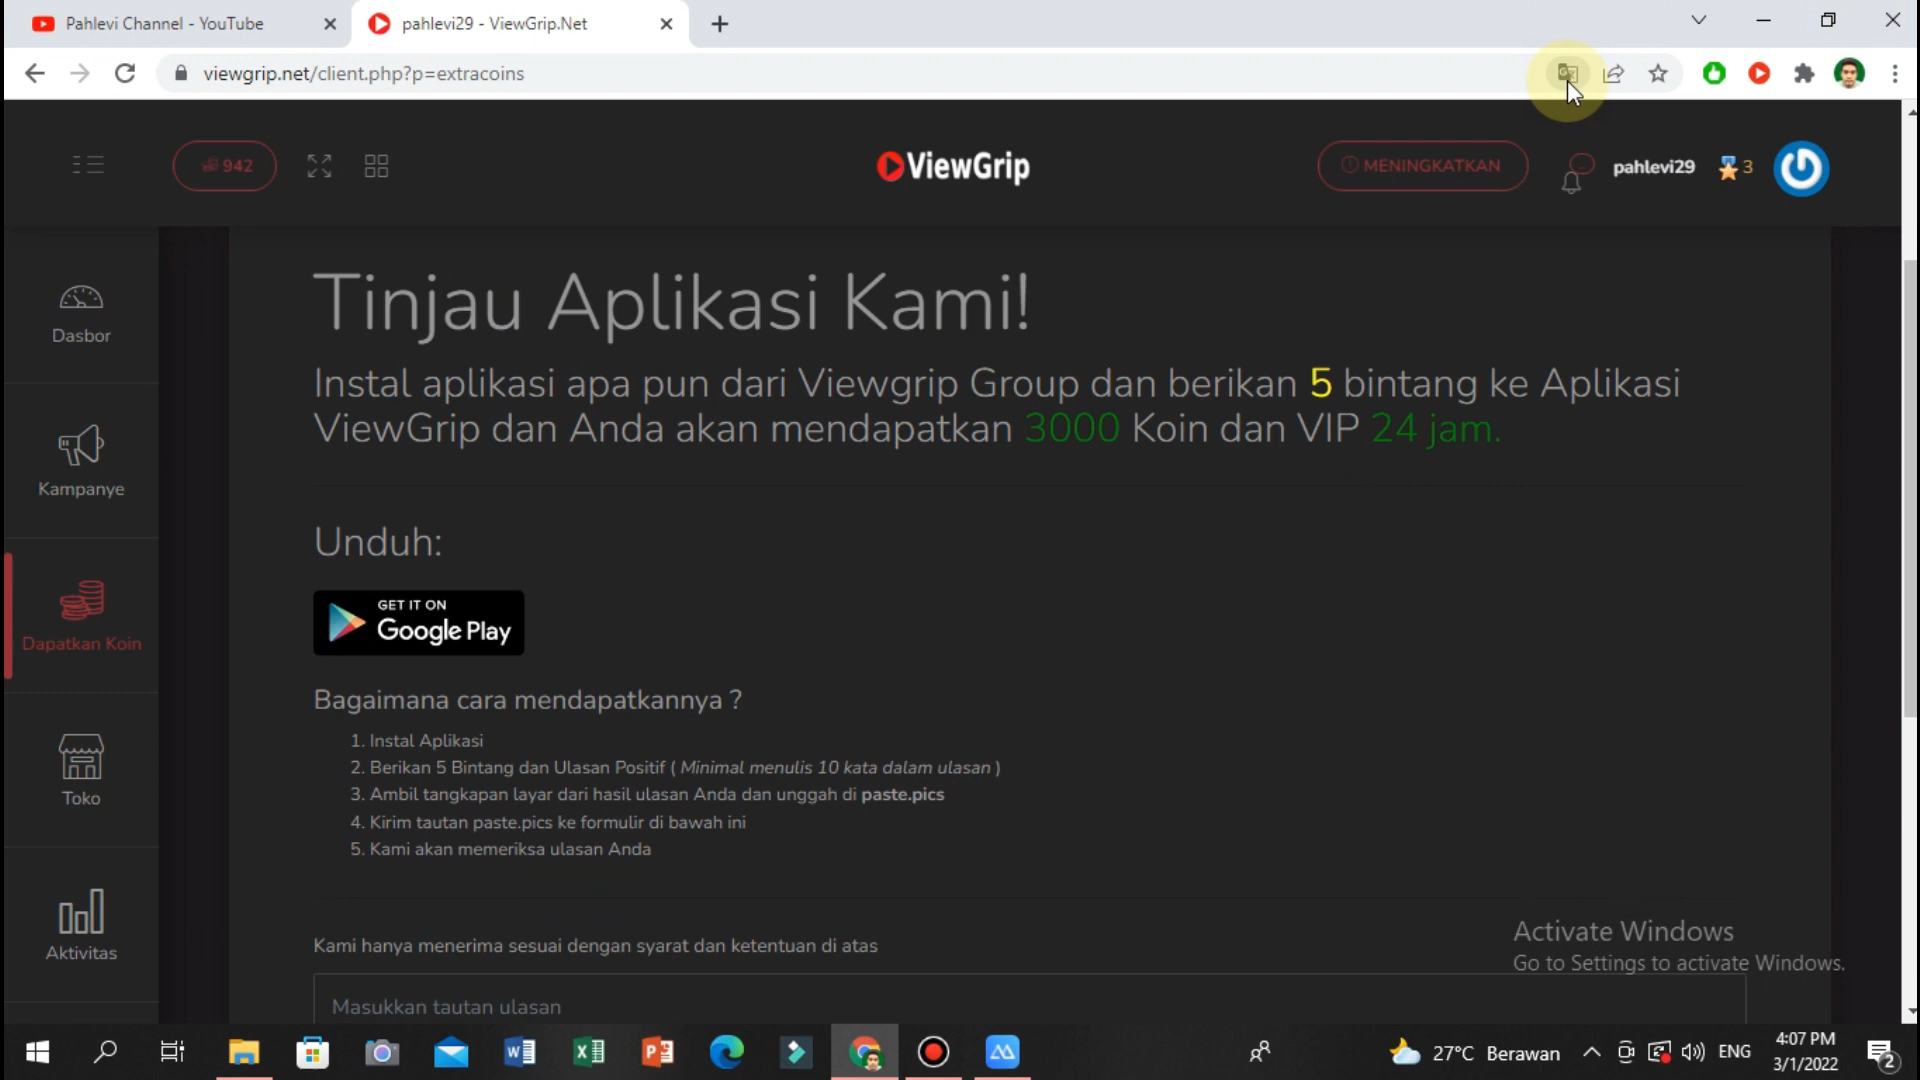 Pahlevi Channel - YouTube
pahlevi29 - ViewGrip.Net
viewgrip.net/client.php?p=extracoins
942
ViewGrip
MENINGKATKAN
pahlevi29
3
Tinjau Aplikasi Kami!
Instal aplikasi apa pun dari Viewgrip Group dan berikan 5 bintang ke Aplikasi
ViewGrip dan Anda akan mendapatkan 3000 Koin dan VIP 24 jam.
Dasbor
Kampanye
Dapatkan Koin
Toko
Aktivitas
Unduh:
GET IT ON
Google Play
Bagaimana cara mendapatkannya ?
1. Instal Aplikasi
2. Berikan 5 Bintang dan Ulasan Positif ( Minimal menulis 10 kata dalam ulasan )
3. Ambil tangkapan layar dari hasil ulasan Anda dan unggah di paste.pics
4. Kirim tautan paste.pics ke formulir di bawah ini
5. Kami akan memeriksa ulasan Anda
Kami hanya menerima sesuai dengan syarat dan ketentuan di atas
Masukkan tautan ulasan
Activate Windows
Go to Settings to activate Windows.
27°C Berawan
ENG
4:07 PM
3/1/2022
2